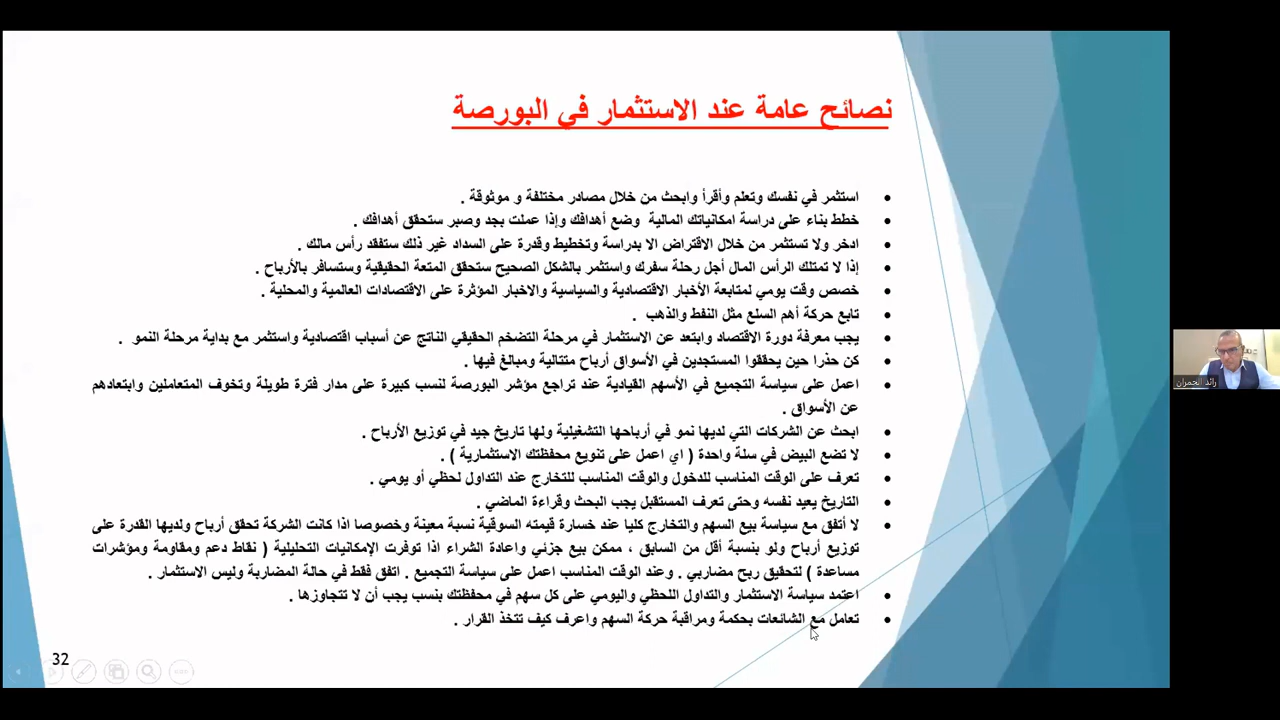 نصائح عامة عند الاستثمار في البورصة
استثمر في نفسك وتعلم وأقرأ وابحث من خلال مصادر مختلفة و موثوقة .
خطط بناء على دراسة امكانياتك المالية وضع أهدافك وإذا عملت بجد وصبر ستحقق أهدافك .
ادخر ولا تستثمر من خلال الاقتراض الا بدراسة وتخطيط وقدرة على السداد غير ذلك ستفقد رأس مالك .
إذا لا تمتلك الرأس المال أجل رحلة سفرك واستثمر بالشكل الصحيح ستحقق المتعة الحقيقية وستسافر بالأرباح .
خصص وقت يومي لمتابعة الأخبار الاقتصادية والسياسية والاخبار المؤثرة على الاقتصادات العالمية والمحلية .
تابع حركة أهم السلع مثل النفط والذهب .
يجب معرفة دورة الاقتصاد وابتعد عن الاستثمار في مرحلة التضخم الحقيقي الناتج عن أسباب اقتصادية واستثمر مع بداية مرحلة النمو .
كن حذرا حين يحققوا المستجدين في الأسواق أرباح متتالية ومبالغ فيها .
اعمل على سياسة التجميع في الأسهم القيادية عند تراجع مؤشر البورصة لنسب كبيرة على مدار فترة طويلة وتخوف المتعاملين وابتعادهم
عن الأسواق .
ابحث عن الشركات التي لديها نمو في أرباحها التشغيلية ولها تاريخ جيد في توزيع الأرباح .
لا تضع البيض في سلة واحدة ( اي اعمل على تنويع محفظتك الاستثمارية ) .
تعرف على الوقت المناسب للدخول والوقت المناسب للتخارج عند التداول لحظي أو يومي .
التاريخ يعيد نفسه وحتى تعرف المستقبل يجب البحث وقراءة الماضي .
لا أتفق مع سياسة بيع السهم والتخارج كليا عند خسارة قيمته السوقية نسبة معينة وخصوصا اذا كانت الشركة تحقق أرباح ولديها القدرة على
توزيع أرباح ولو بنسبة أقل من السابق ، ممكن بيع جزئي واعادة الشراء اذا توفرت الإمكانيات التحليلية ( نقاط دعم ومقاومة ومؤشرات
مساعدة ) لتحقيق ربح مضاربي . وعند الوقت المناسب اعمل على سياسة التجميع . اتفق فقط في حالة المضاربة وليس الاستثمار .
اعتمد سياسة الاستثمار والتداول اللحظي واليومي على كل سهم في محفظتك بنسب يجب أن لا تتجاوزها .
تعامل مع الشائعات بحكمة ومراقبة حركة السهم واعرف كيف تتخذ القرار .
32
رائد الحمران